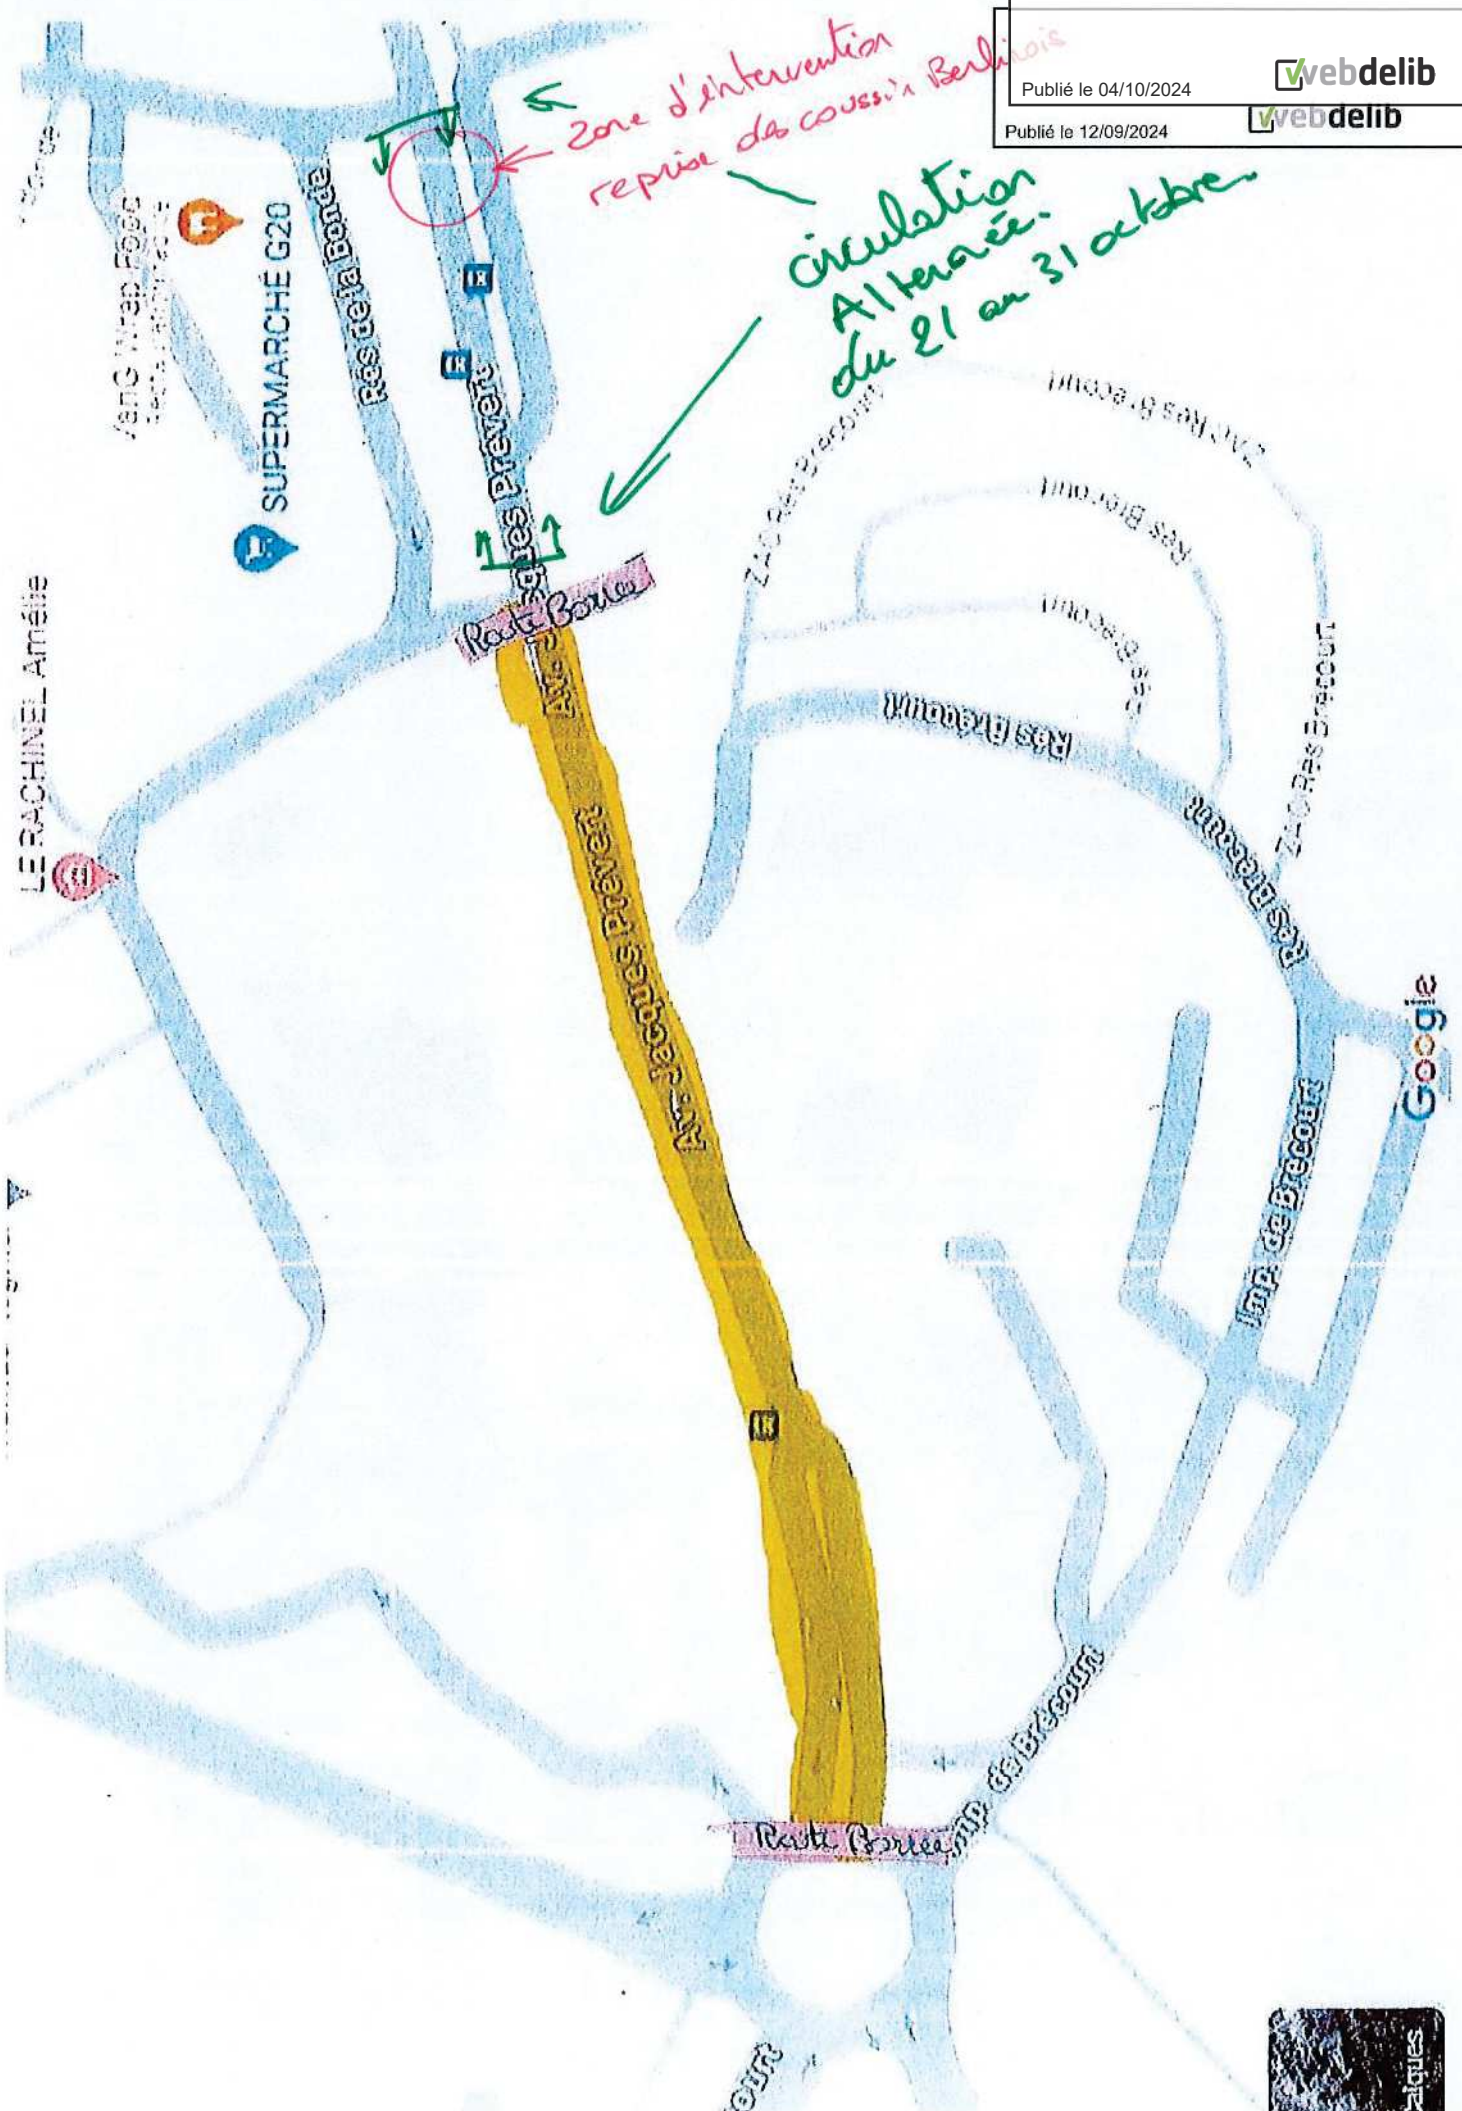 Publié le 04/10/2024
webdelib
Publié le 12/09/2024
webdelib
Zone d'intervention
reprise des coussin Berlinois
circulation
Alternée.
du 21 au 31 octobre.
SUPERMARCHÉ G20
Rés de la Bonde
LE RACHINEL Amélie
Route Barrée
Av. Jacques Prévert
ZAC Rés Brécourt
ZAC Rés Brécourt
Rés Brécourt
Rés Brécourt
Rés Brécourt
Rés Brécourt
ZAC Rés Brécourt
Google
Imp. de Brécourt
Imp. de Brécourt
Route Barrée